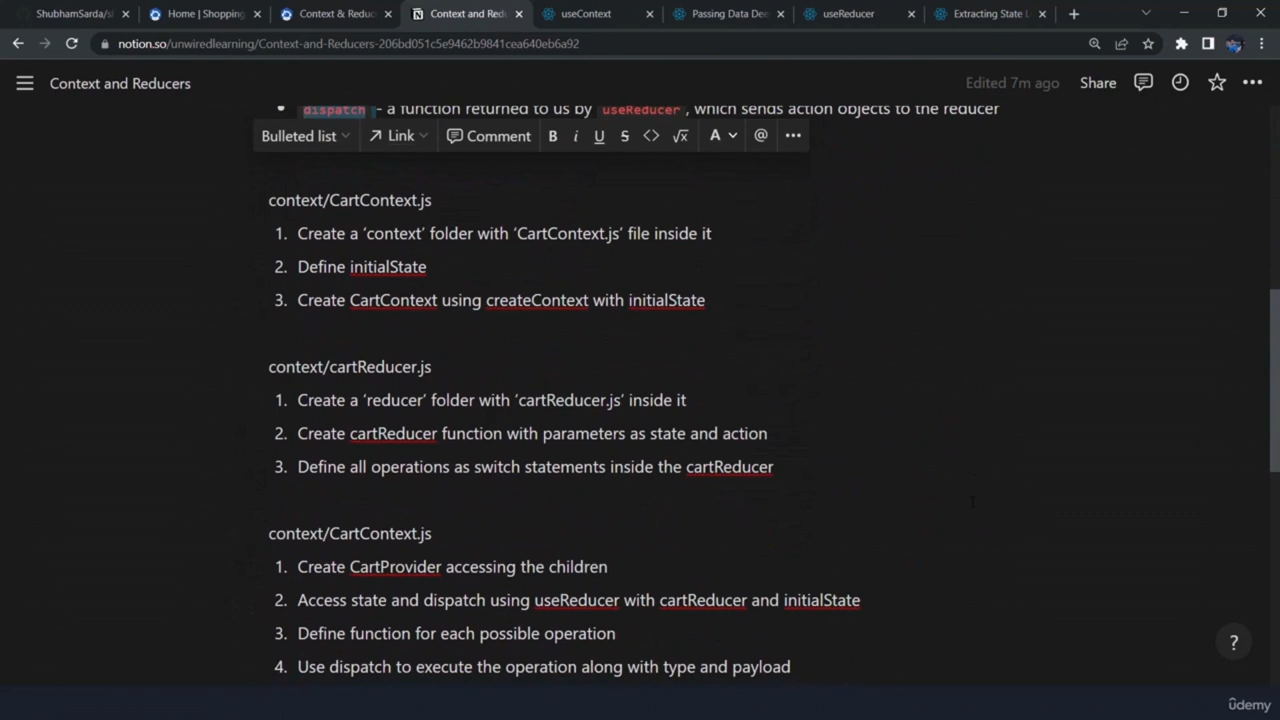 ShubhamSarda/sl
Home | Shopping
Context & Reduce
Context and Redu
useContext
Passing Data Dee
useReducer
Extracting State L
notion.so/unwiredlearning/Context-and-Reducers-206bd051c5e9462b9841cea640eb6a92
Context and Reducers
Edited 7m ago
Share
• dispatch - a function returned to us by useReducer, which sends action objects to the reducer
Bulleted list
Link
Comment
B i U S <> √x A @ •••
context/CartContext.js
1. Create a ‘context’ folder with ‘CartContext.js’ file inside it
2. Define initialState
3. Create CartContext using createContext with initialState
context/cartReducer.js
1. Create a ‘reducer’ folder with ‘cartReducer.js’ inside it
2. Create cartReducer function with parameters as state and action
3. Define all operations as switch statements inside the cartReducer
context/CartContext.js
1. Create CartProvider accessing the children
2. Access state and dispatch using useReducer with cartReducer and initialState
3. Define function for each possible operation
4. Use dispatch to execute the operation along with type and payload
?
ûdemy